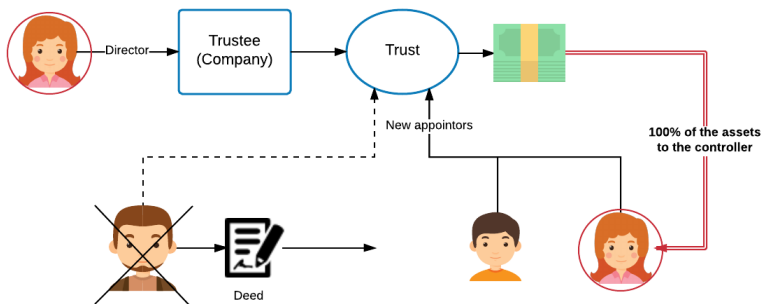 Director
Trustee
(Company)
Trust
New appointors
100% of the assets
to the controller
Deed